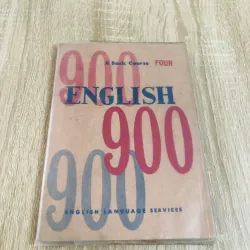 A Basic Course FOUR
900
ENGLISH
900
900
ENGLISH LANGUAGE SERVICES